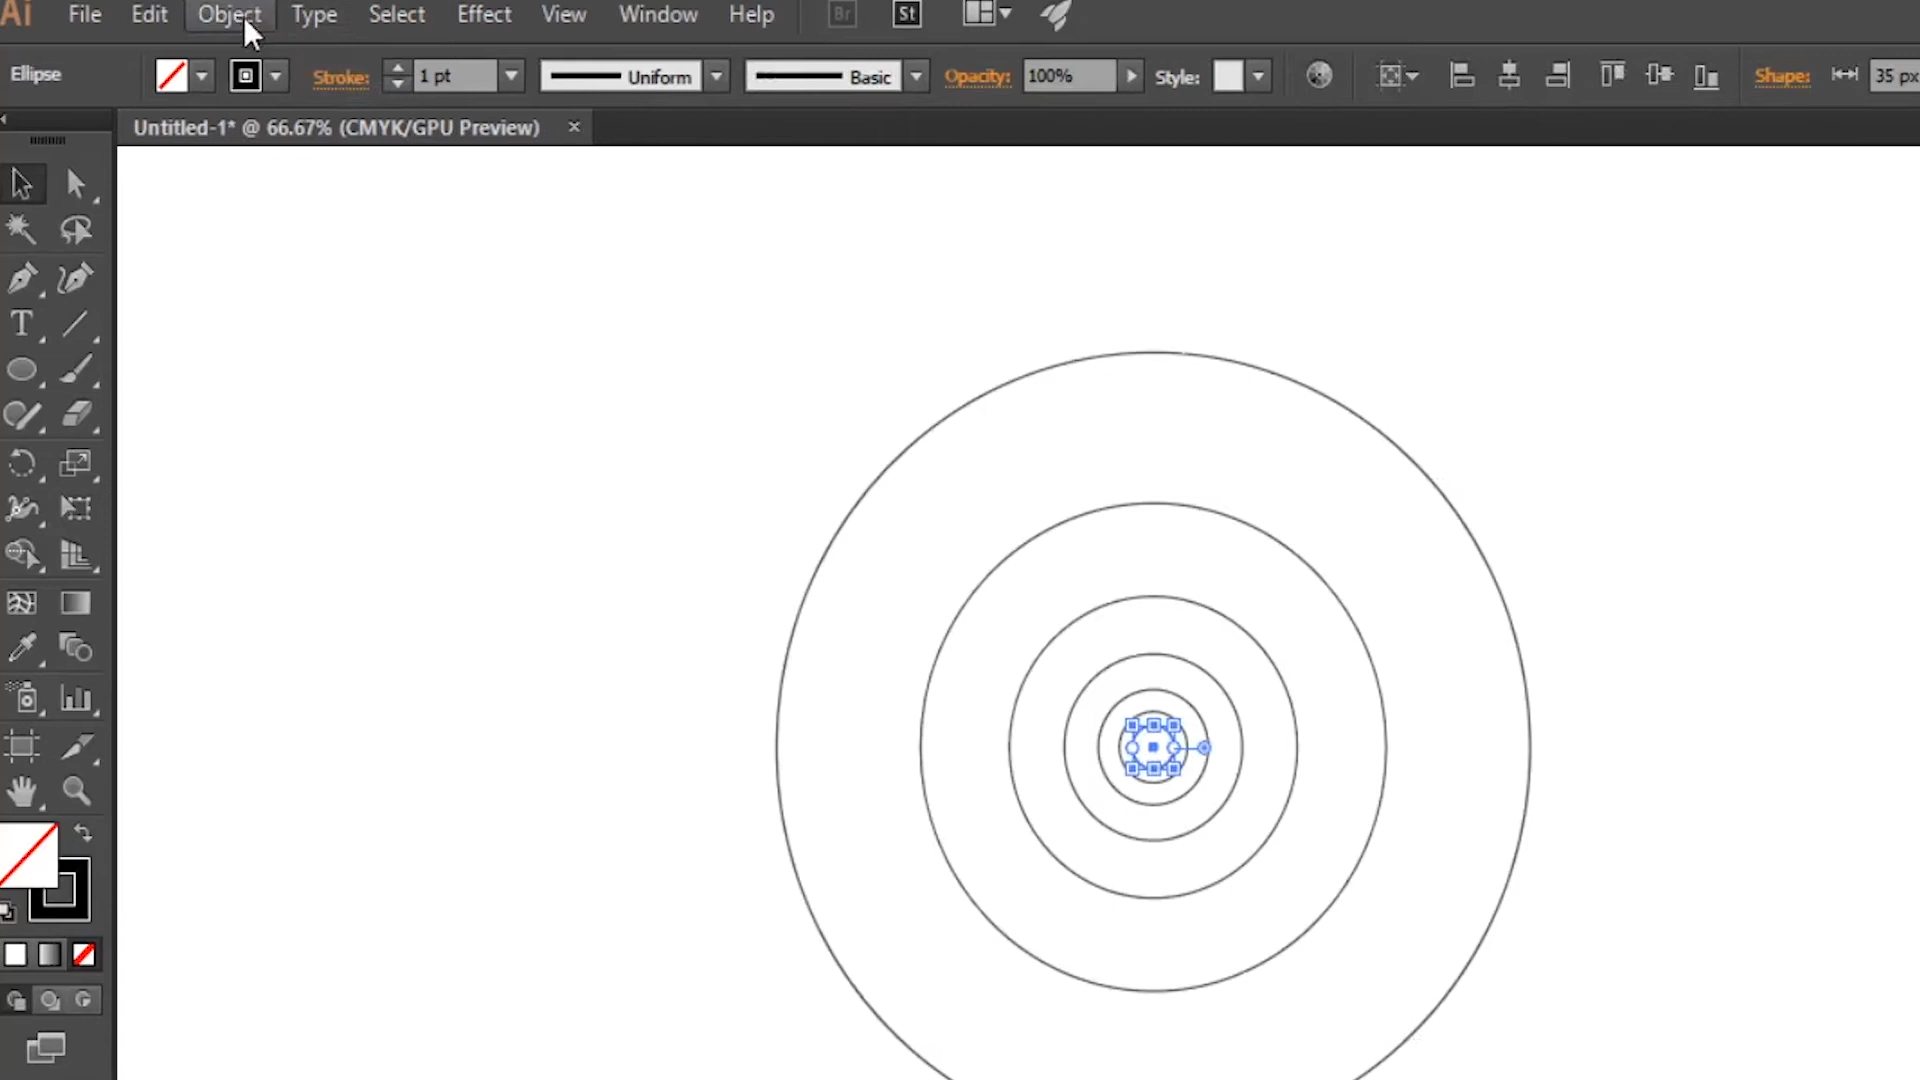 Ai File Edit Object Type Select Effect View Window Help Br St
Ellipse Stroke: 1 pt Uniform Basic Opacity: 100% Style: Shape: 35 px
Untitled-1* @ 66.67% (CMYK/GPU Preview) ×
T